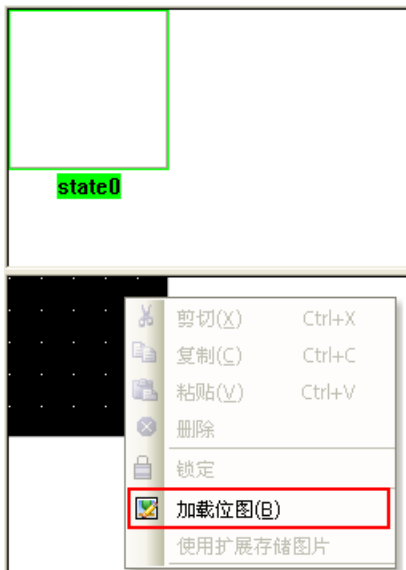 state0
剪切(X) Ctrl+X
复制(C) Ctrl+C
粘贴(V) Ctrl+V
删除
锁定
加载位图(B)
使用扩展存储图片